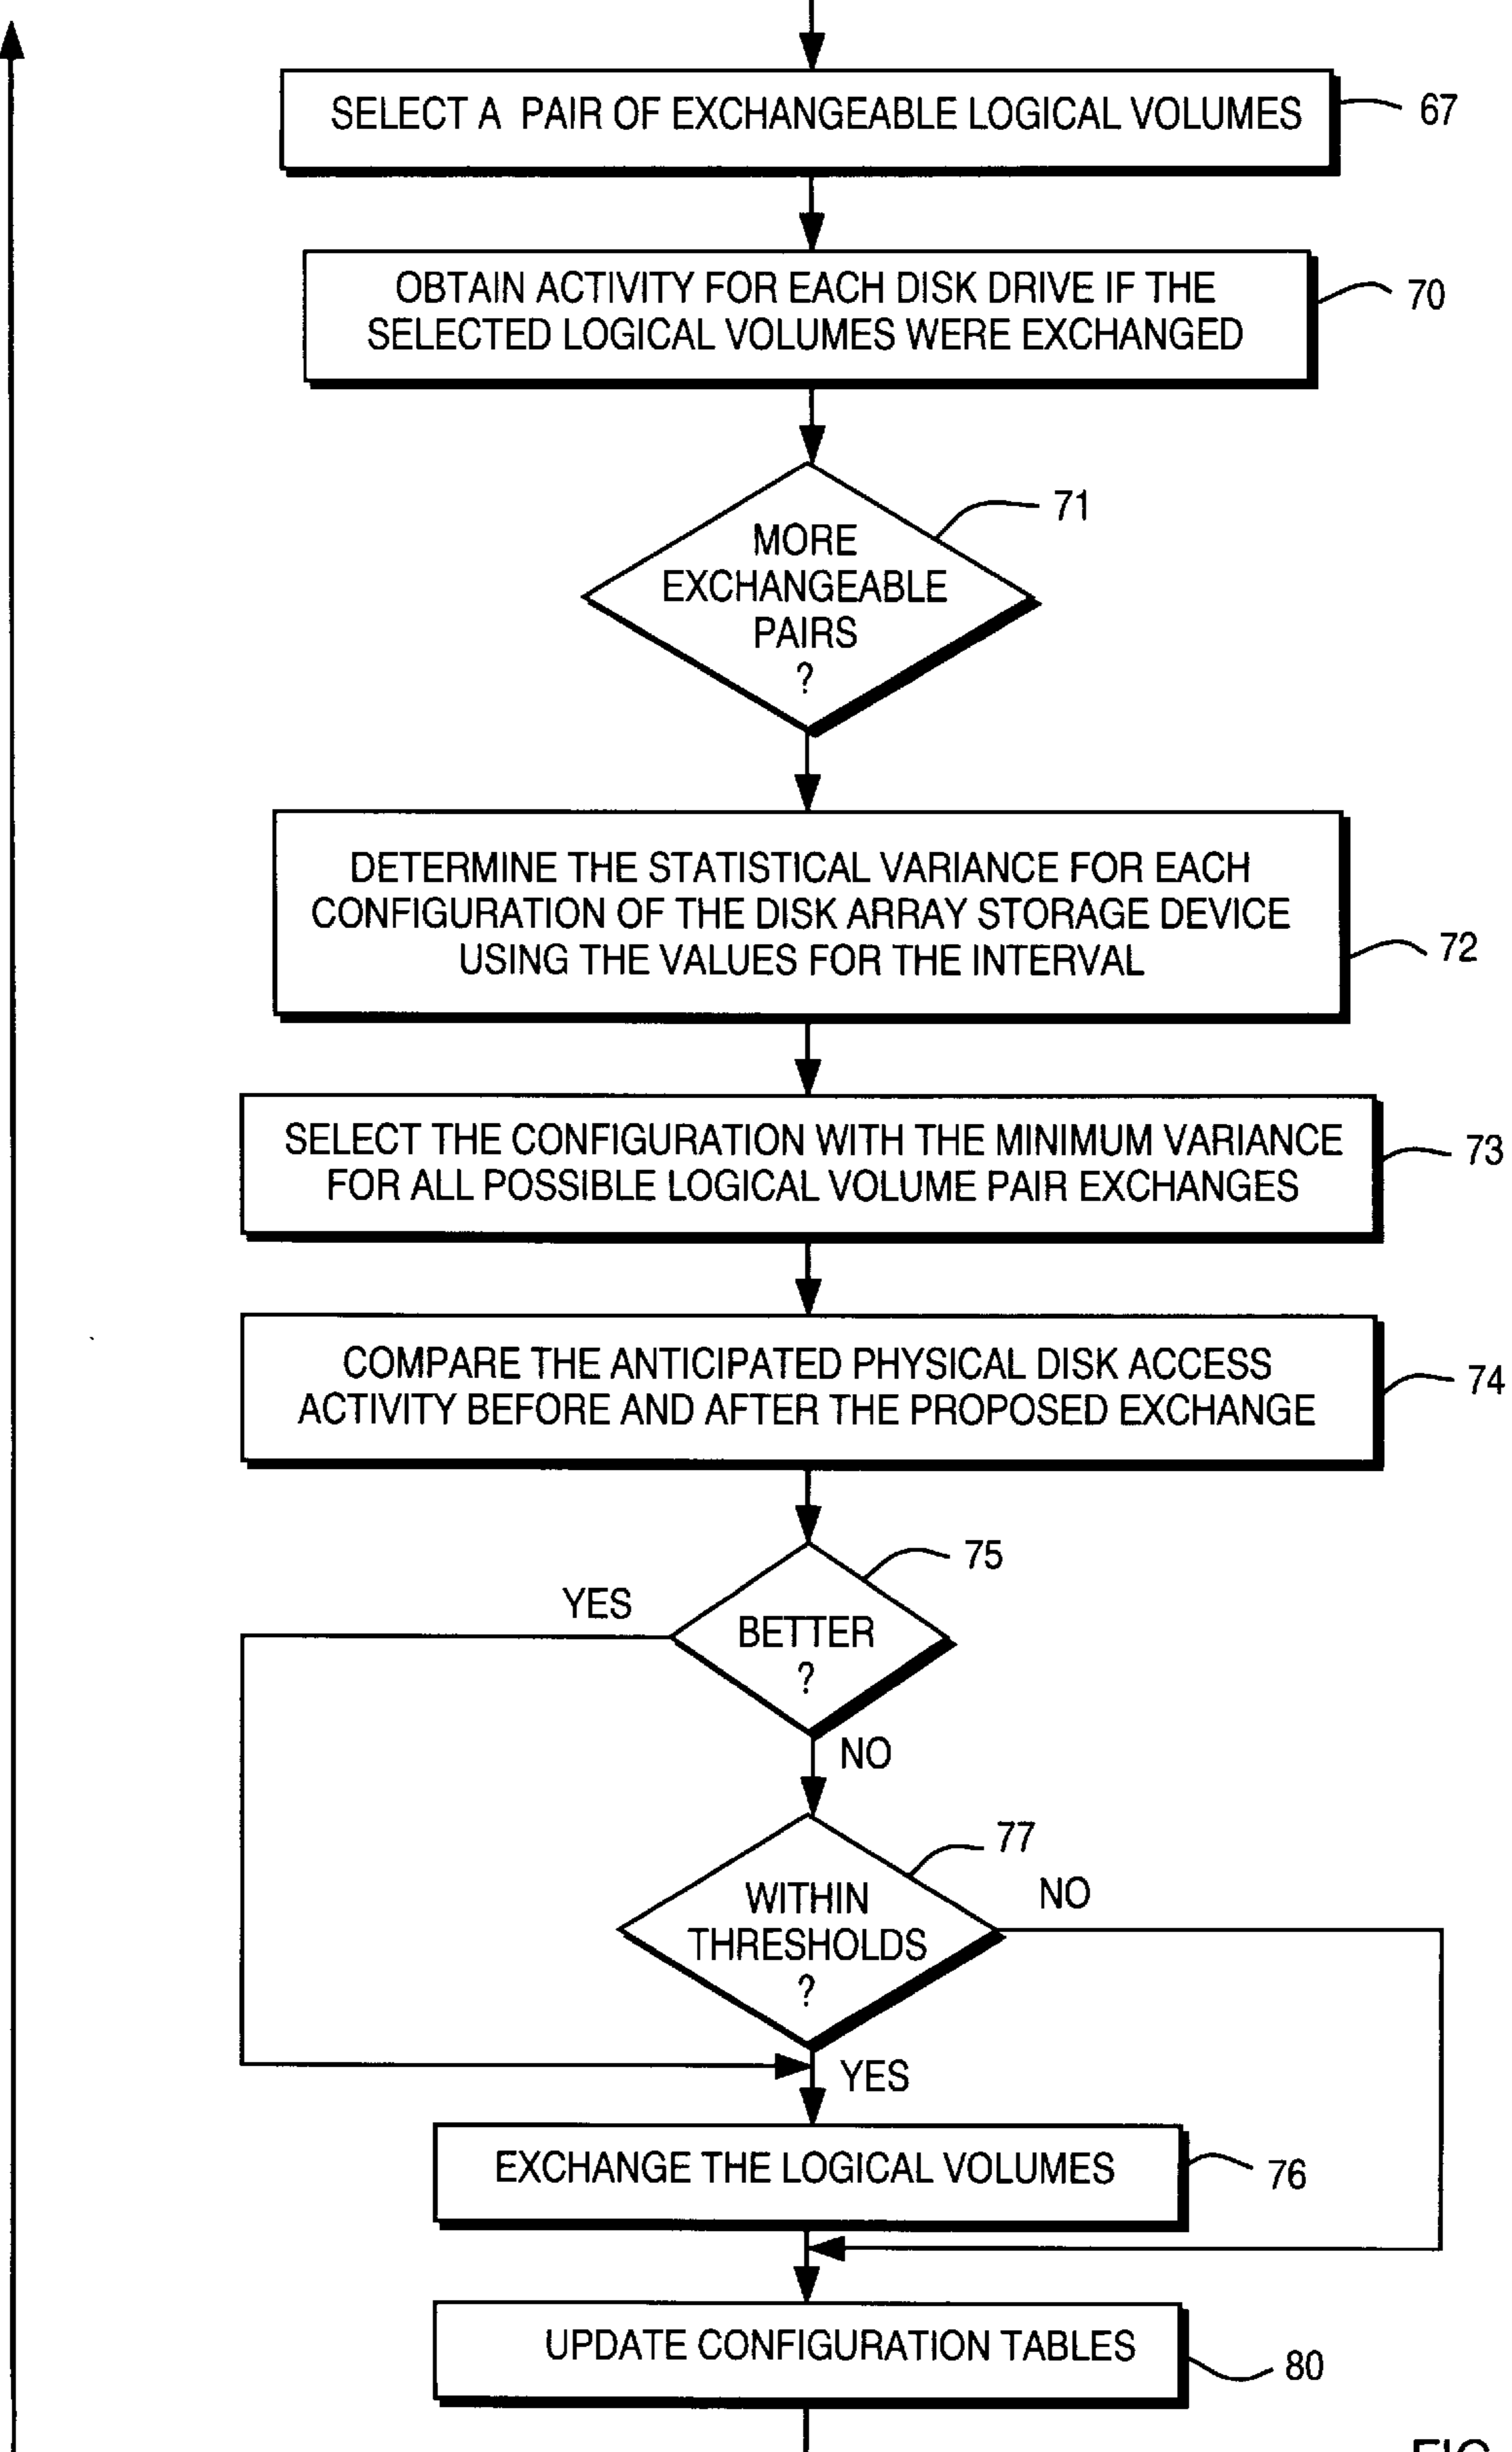 SELECT A PAIR OF EXCHANGEABLE LOGICAL VOLUMES
67
OBTAIN ACTIVITY FOR EACH DISK DRIVE IF THE
SELECTED LOGICAL VOLUMES WERE EXCHANGED
70
71
MORE
EXCHANGEABLE
PAIRS
?
DETERMINE THE STATISTICAL VARIANCE FOR EACH
CONFIGURATION OF THE DISK ARRAY STORAGE DEVICE
USING THE VALUES FOR THE INTERVAL
72
SELECT THE CONFIGURATION WITH THE MINIMUM VARIANCE
FOR ALL POSSIBLE LOGICAL VOLUME PAIR EXCHANGES
73
COMPARE THE ANTICIPATED PHYSICAL DISK ACCESS
ACTIVITY BEFORE AND AFTER THE PROPOSED EXCHANGE
74
75
YES
BETTER
?
NO
77
NO
WITHIN
THRESHOLDS
?
YES
EXCHANGE THE LOGICAL VOLUMES
76
UPDATE CONFIGURATION TABLES
80